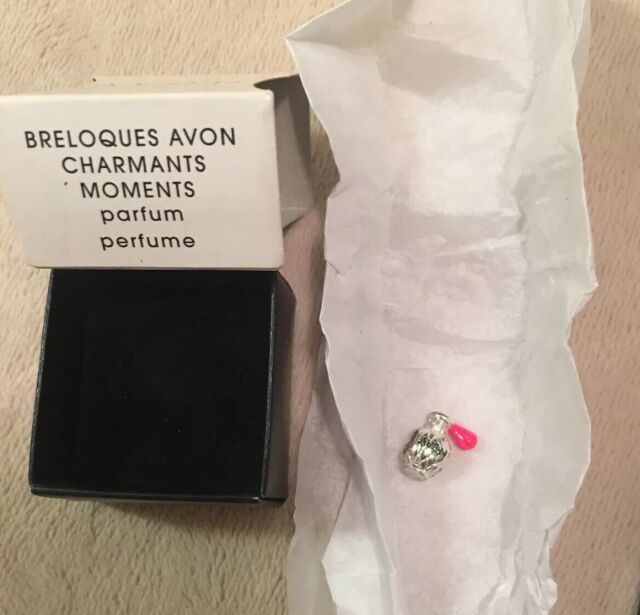 BRELOQUES AVON
CHARMANTS
MOMENTS
parfum
perfume